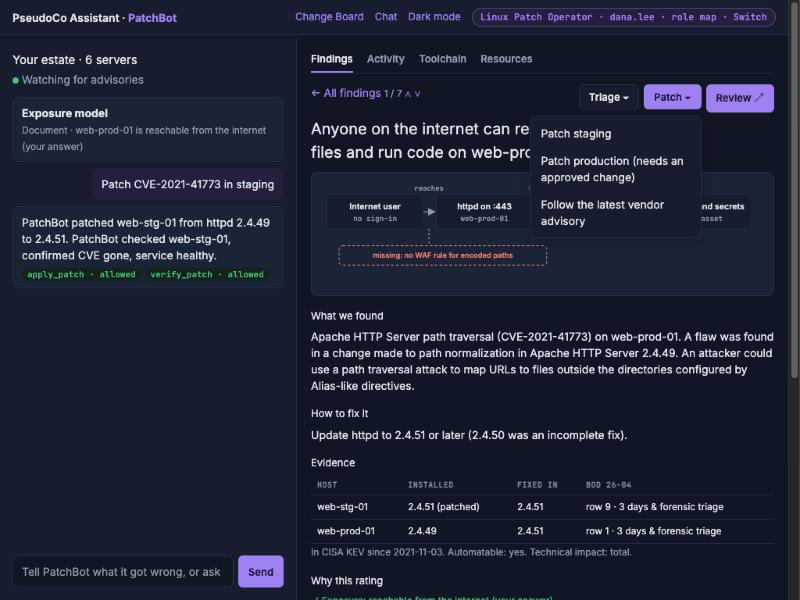 PseudoCo Assistant · PatchBot
Change Board Chat Dark mode Linux Patch Operator · dana.lee · role map · Switch
Your estate · 6 servers
Watching for advisories
Exposure model
Document · web-prod-01 is reachable from the internet
(your answer)
Patch CVE-2021-41773 in staging
PatchBot patched web-stg-01 from httpd 2.4.49
to 2.4.51. PatchBot checked web-stg-01,
confirmed CVE gone, service healthy.
apply_patch · allowed verify_patch · allowed
Tell PatchBot what it got wrong, or ask
Send
Findings Activity Toolchain Resources
← All findings 1 / 7 ∧ ∨
Triage Patch Review ↗
Patch staging
Patch production (needs an
approved change)
Follow the latest vendor
advisory
Anyone on the internet can re
files and run code on web-pro
reaches
Internet user
no sign-in
httpd on :443
web-prod-01
nd secrets
asset
missing: no WAF rule for encoded paths
What we found
Apache HTTP Server path traversal (CVE-2021-41773) on web-prod-01. A flaw was found
in a change made to path normalization in Apache HTTP Server 2.4.49. An attacker could
use a path traversal attack to map URLs to files outside the directories configured by
Alias-like directives.
How to fix it
Update httpd to 2.4.51 or later (2.4.50 was an incomplete fix).
Evidence
HOST INSTALLED FIXED IN BOD 26-04
web-stg-01 2.4.51 (patched) 2.4.51 row 9 · 3 days & forensic triage
web-prod-01 2.4.49 2.4.51 row 1 · 3 days & forensic triage
In CISA KEV since 2021-11-03. Automatable: yes. Technical impact: total.
Why this rating
✓ Exposure: reachable from the internet (your answer)